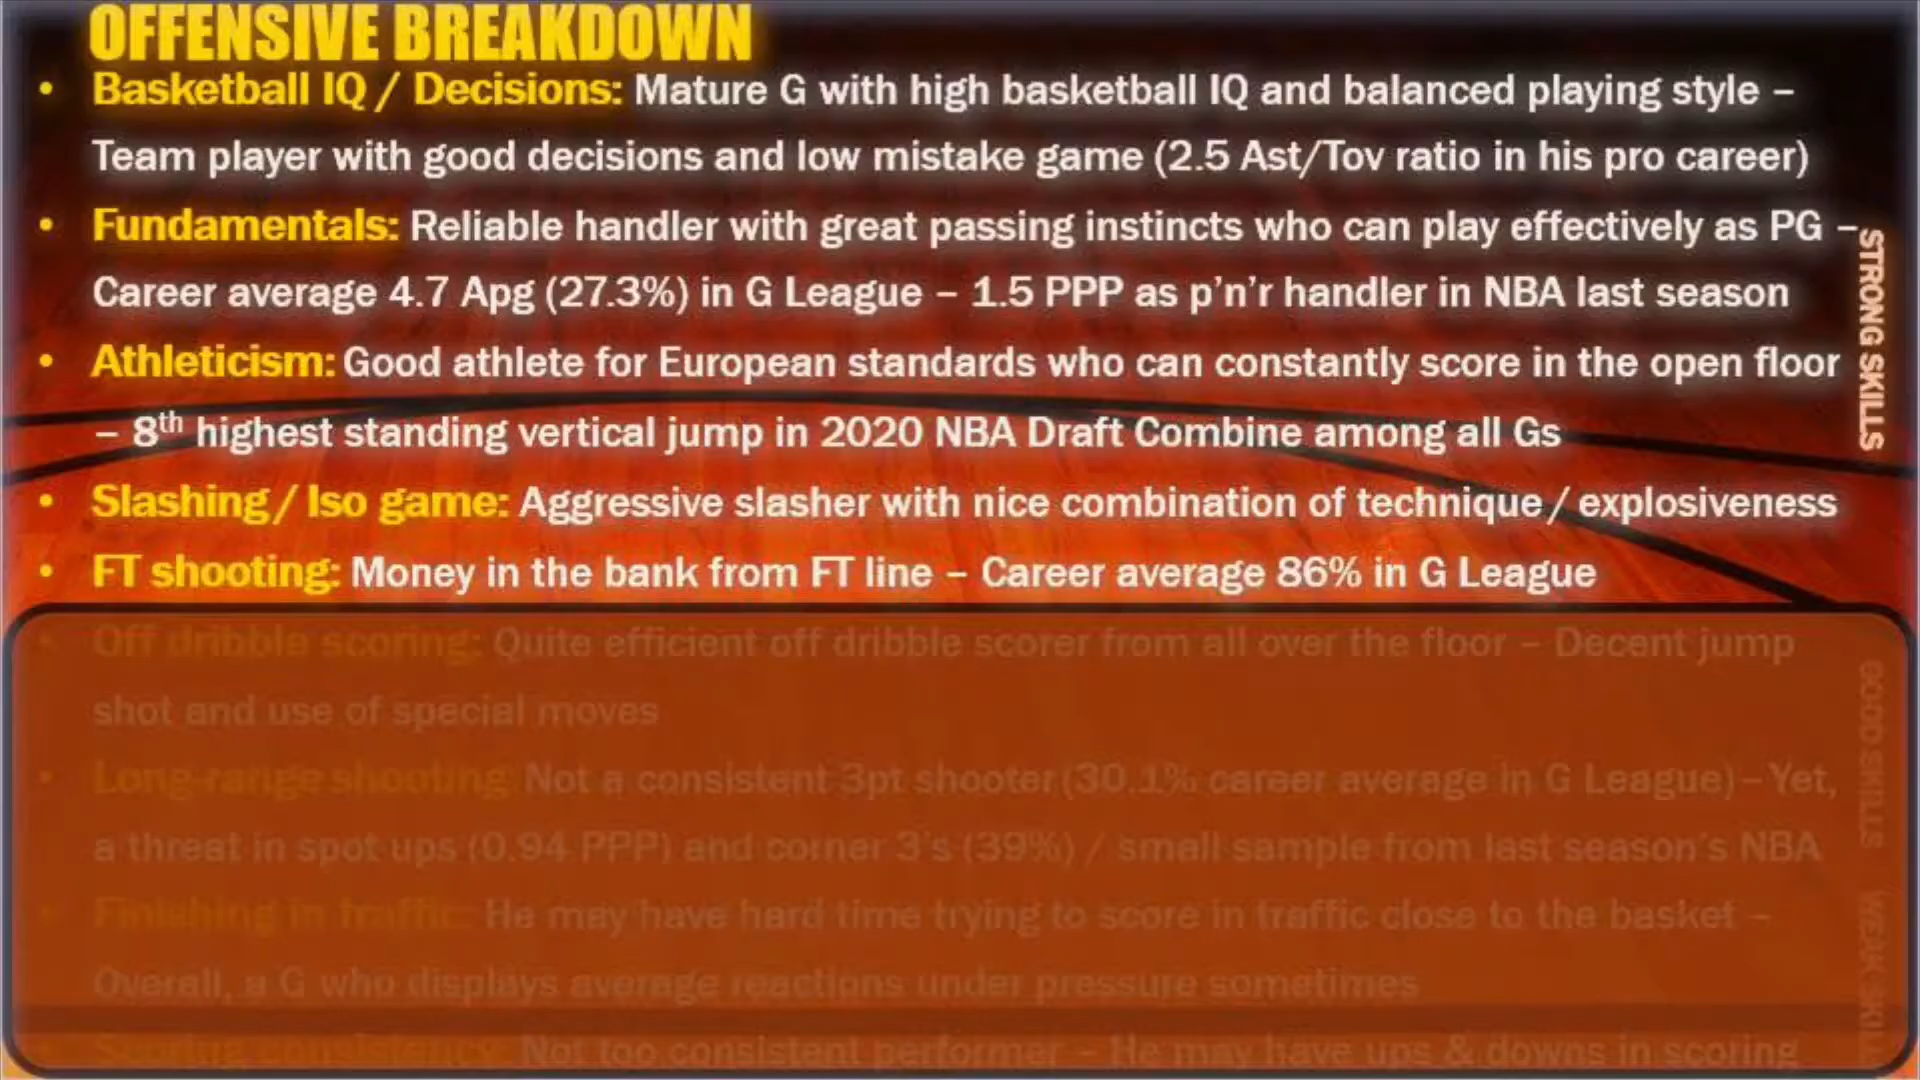 OFFENSIVE BREAKDOWN
• Basketball IQ / Decisions: Mature G with high basketball IQ and balanced playing style –
Team player with good decisions and low mistake game (2.5 Ast/Tov ratio in his pro career)
• Fundamentals: Reliable handler with great passing instincts who can play effectively as PG –
Career average 4.7 Apg (27.3%) in G League – 1.5 PPP as p'n'r handler in NBA last season
• Athleticism: Good athlete for European standards who can constantly score in the open floor
– 8th highest standing vertical jump in 2020 NBA Draft Combine among all Gs
• Slashing / Iso game: Aggressive slasher with nice combination of technique / explosiveness
• FT shooting: Money in the bank from FT line – Career average 86% in G League
STRONG SKILLS
• Off dribble scoring: Quite efficient off dribble scorer from all over the floor – Decent jump
shot and use of special moves
• Long-range shooting: Not a consistent 3pt shooter (30.1% career average in G League) – Yet,
a threat in spot ups (0.94 PPP) and corner 3's (39%) / small sample from last season's NBA
GOOD SKILLS
• Finishing in traffic: He may have hard time trying to score in traffic close to the basket –
Overall, a G who displays average reactions under pressure sometimes
• Scoring consistency: Not too consistent performer – He may have ups & downs in scoring
WEAK